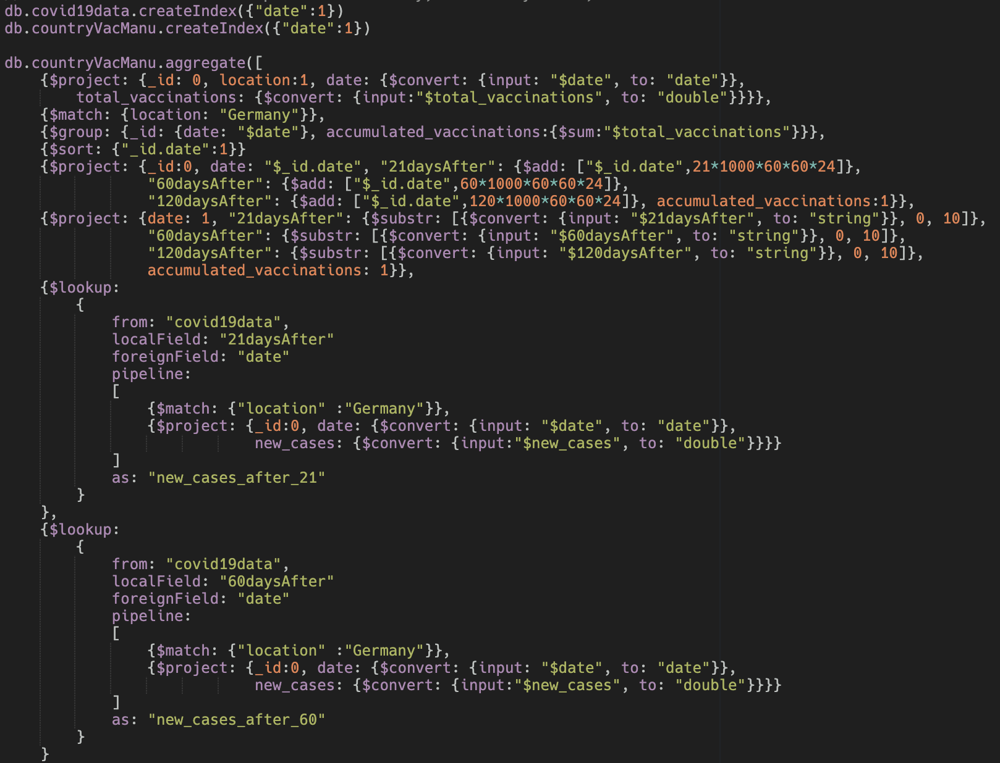 db.covid19data.createIndex({"date":1})
db.countryVacManu.createIndex({"date":1})
db.countryVacManu.aggregate([
{$project: {_id: 0, location:1, date: {$convert: {input: "$date", to: "date"}},
total_vaccinations: {$convert: {input:"$total_vaccinations", to: "double"}}}},
{$match: {location: "Germany"}},
{$group: {_id: {date: "$date"}, accumulated_vaccinations:{$sum:"$total_vaccinations"}}},
{$sort: {"_id.date":1}}
{$project: {_id:0, date: "$_id.date", "21daysAfter": {$add: ["$_id.date",21*1000*60*60*24]},
"60daysAfter": {$add: ["$_id.date",60*1000*60*60*24]},
"120daysAfter": {$add: ["$_id.date",120*1000*60*60*24]}, accumulated_vaccinations:1}},
{$project: {date: 1, "21daysAfter": {$substr: [{$convert: {input: "$21daysAfter", to: "string"}}, 0, 10]},
"60daysAfter": {$substr: [{$convert: {input: "$60daysAfter", to: "string"}}, 0, 10]},
"120daysAfter": {$substr: [{$convert: {input: "$120daysAfter", to: "string"}}, 0, 10]},
accumulated_vaccinations: 1}},
{$lookup:
{
from: "covid19data",
localField: "21daysAfter"
foreignField: "date"
pipeline:
[
{$match: {"location" :"Germany"}},
{$project: {_id:0, date: {$convert: {input: "$date", to: "date"}},
new_cases: {$convert: {input:"$new_cases", to: "double"}}}}
]
as: "new_cases_after_21"
}
},
{$lookup:
{
from: "covid19data",
localField: "60daysAfter"
foreignField: "date"
pipeline:
[
{$match: {"location" :"Germany"}},
{$project: {_id:0, date: {$convert: {input: "$date", to: "date"}},
new_cases: {$convert: {input:"$new_cases", to: "double"}}}}
]
as: "new_cases_after_60"
}
}